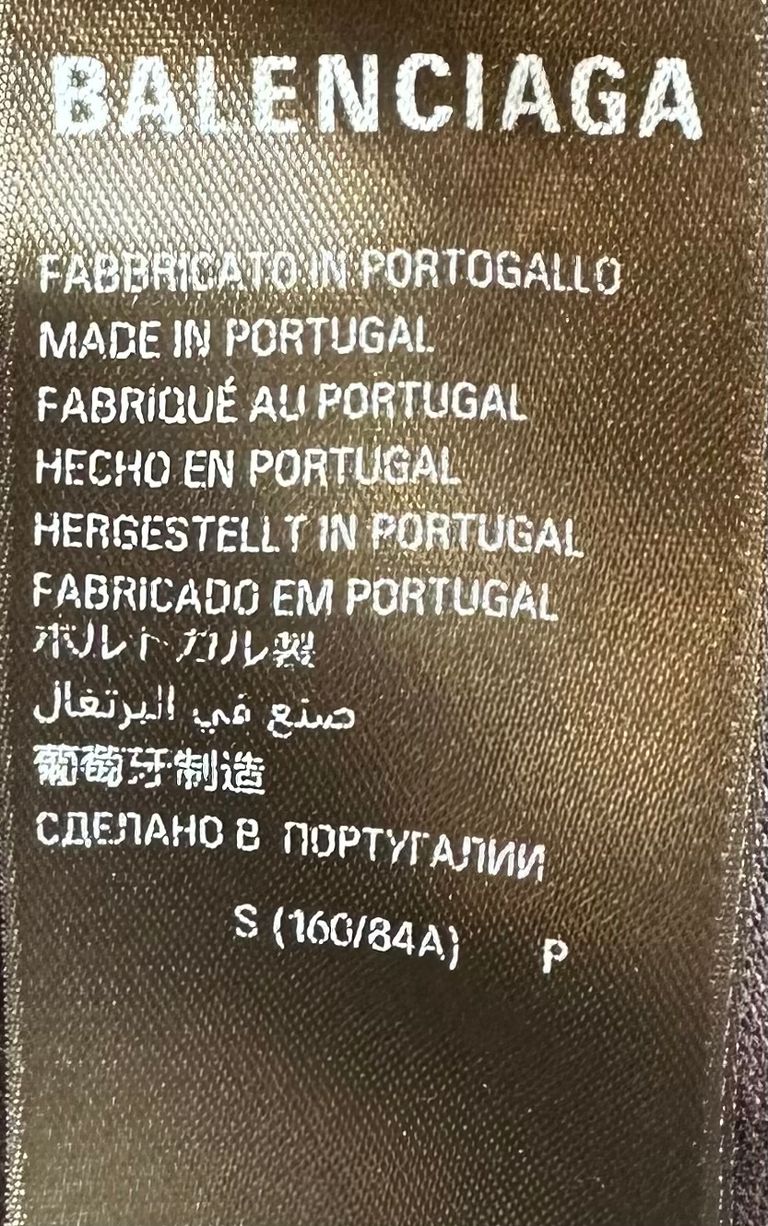 BALENCIAGA
FABBRICATO IN PORTOGALLO
MADE IN PORTUGAL
FABRIQUÉ AU PORTUGAL
HECHO EN PORTUGAL
HERGESTELLT IN PORTUGAL
FABRICADO EM PORTUGAL
ポルトガル製
صنع في البرتغال
葡萄牙制造
СДЕЛАНО В ПОРТУГАЛИИ
S (160/84A) P